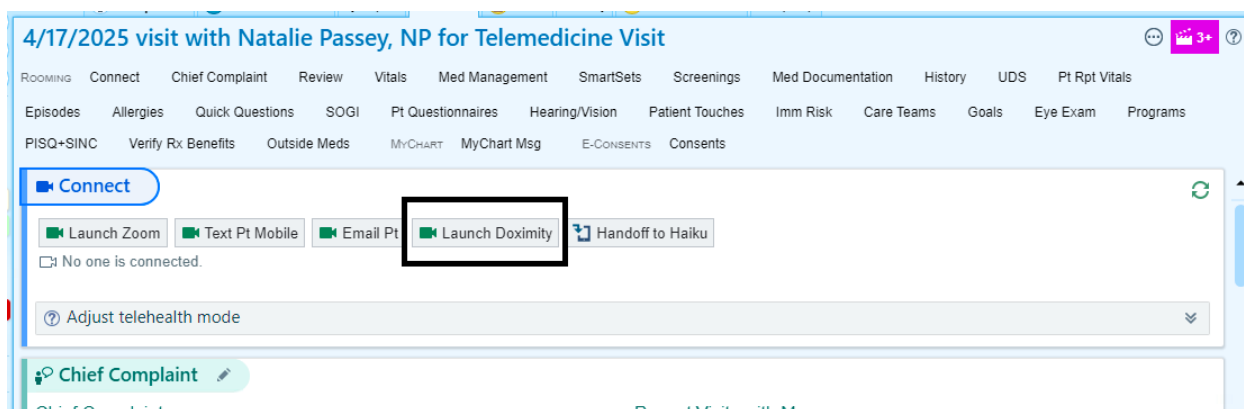 4/17/2025 visit with Natalie Passey, NP for Telemedicine Visit
3+
ROOMING Connect Chief Complaint Review Vitals Med Management SmartSets Screenings Med Documentation History UDS Pt Rpt Vitals
Episodes Allergies Quick Questions SOGI Pt Questionnaires Hearing/Vision Patient Touches Imm Risk Care Teams Goals Eye Exam Programs
PISQ+SINC Verify Rx Benefits Outside Meds MYCHART MyChart Msg E-CONSENTS Consents
Connect
Launch Zoom Text Pt Mobile Email Pt Launch Doximity Handoff to Haiku
No one is connected.
Adjust telehealth mode
Chief Complaint